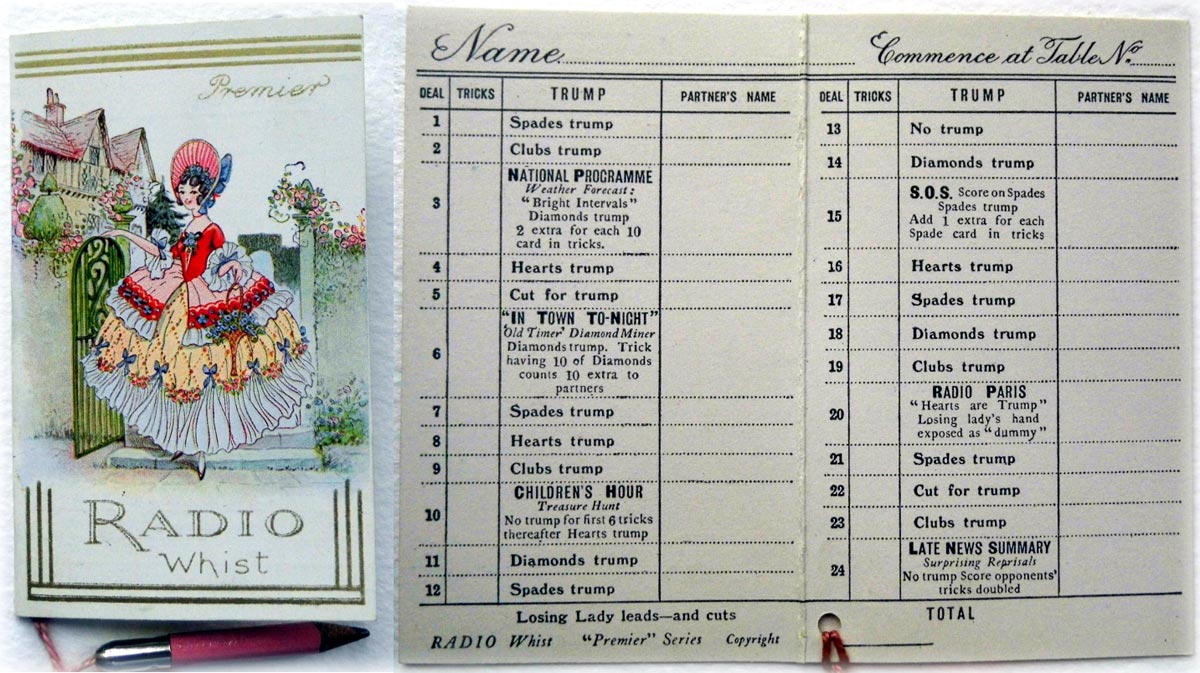 Premier
RADIO
Whist
Name
DEAL TRICKS TRUMP PARTNER'S NAME
1 Spades trump
2 Clubs trump
NATIONAL PROGRAMME
Weather Forecast:
"Bright Intervals"
3 Diamonds trump
2 extra for each 10
card in tricks.
4 Hearts trump
5 Cut for trump
"IN TOWN TO-NIGHT"
'Old Timer' Diamond Miner
Diamonds trump. Trick
6 having 10 of Diamonds
counts 10 extra to
partners
7 Spades trump
8 Hearts trump
9 Clubs trump
CHILDREN'S HOUR
Treasure Hunt
10 No trump for first 6 tricks
thereafter Hearts trump
11 Diamonds trump
12 Spades trump
Losing Lady leads—and cuts
RADIO Whist "Premier" Series Copyright
Commence at Table No.
DEAL TRICKS TRUMP PARTNER'S NAME
13 No trump
14 Diamonds trump
S.O.S. Score on Spades
Spades trump
15 Add 1 extra for each
Spade card in tricks
16 Hearts trump
17 Spades trump
18 Diamonds trump
19 Clubs trump
RADIO PARIS
"Hearts are Trump"
20 Losing lady's hand
exposed as "dummy"
21 Spades trump
22 Cut for trump
23 Clubs trump
LATE NEWS SUMMARY
Surprising Reprisals
24 No trump Score opponents'
tricks doubled
TOTAL